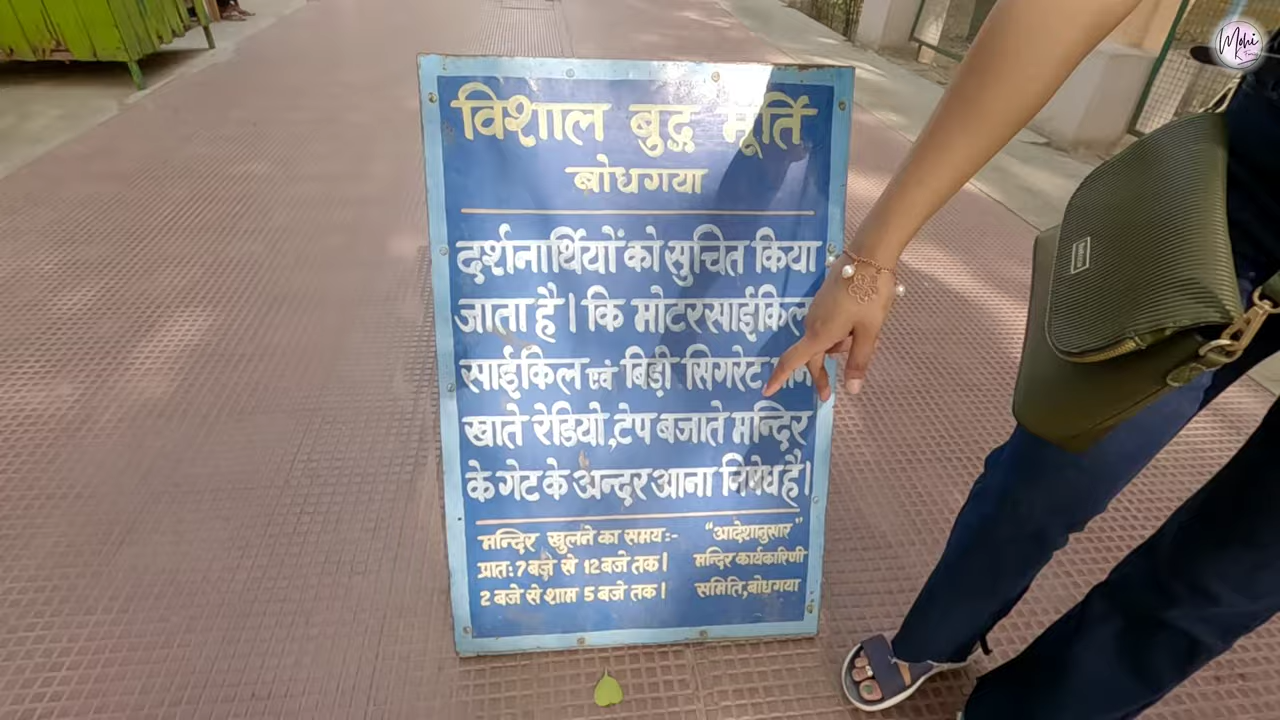 विशाल बुद्ध मूर्ति
बोधगया
दर्शनार्थियों को सुचित किया
जाता है। कि मोटरसाईकिल
साईकिल एवं बिड़ी सिगरेट पान
खाते रेडियो,टेप बजाते मन्दिर
के गेट के अन्दर आना निषेध है।
मन्दिर खुलने का समय:-
प्रात: 7 बजे से 12 बजे तक।
2 बजे से शाम 5 बजे तक।
"आदेशानुसार"
मन्दिर कार्यकारिणी
समिति, बोधगया
Mohi